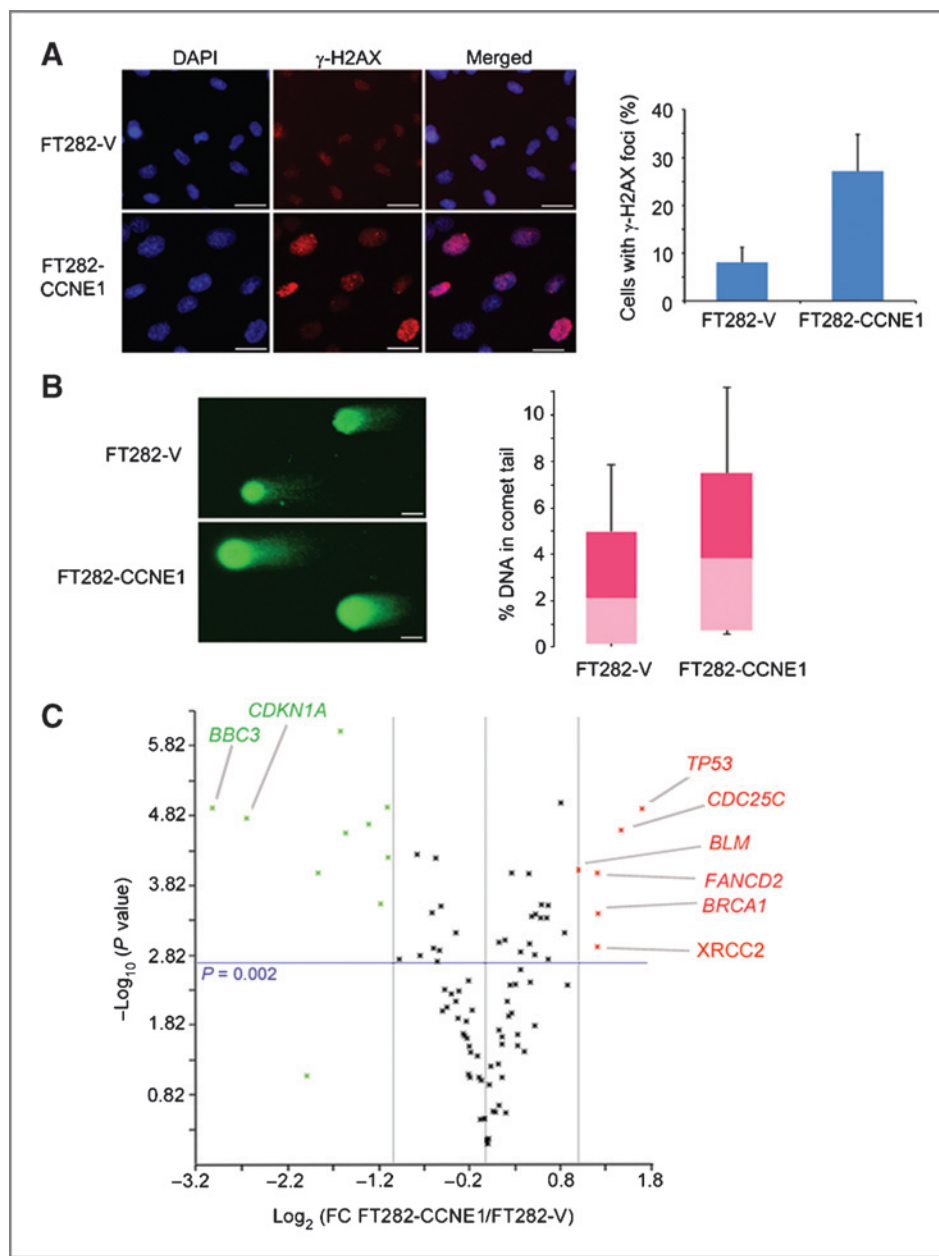 A
DAPI
γ-H2AX
Merged
FT282-V
FT282-
CCNE1
Cells with γ-H2AX foci (%)
40
30
20
10
0
FT282-V
FT282-CCNE1
B
FT282-V
FT282-CCNE1
% DNA in comet tail
10
8
6
4
2
0
FT282-V
FT282-CCNE1
C
CDKN1A
BBC3
TP53
CDC25C
BLM
FANCD2
BRCA1
XRCC2
P = 0.002
–Log10 (P value)
5.82
4.82
3.82
2.82
1.82
0.82
–3.2
–2.2
–1.2
–0.2
0.8
1.8
Log2 (FC FT282-CCNE1/FT282-V)